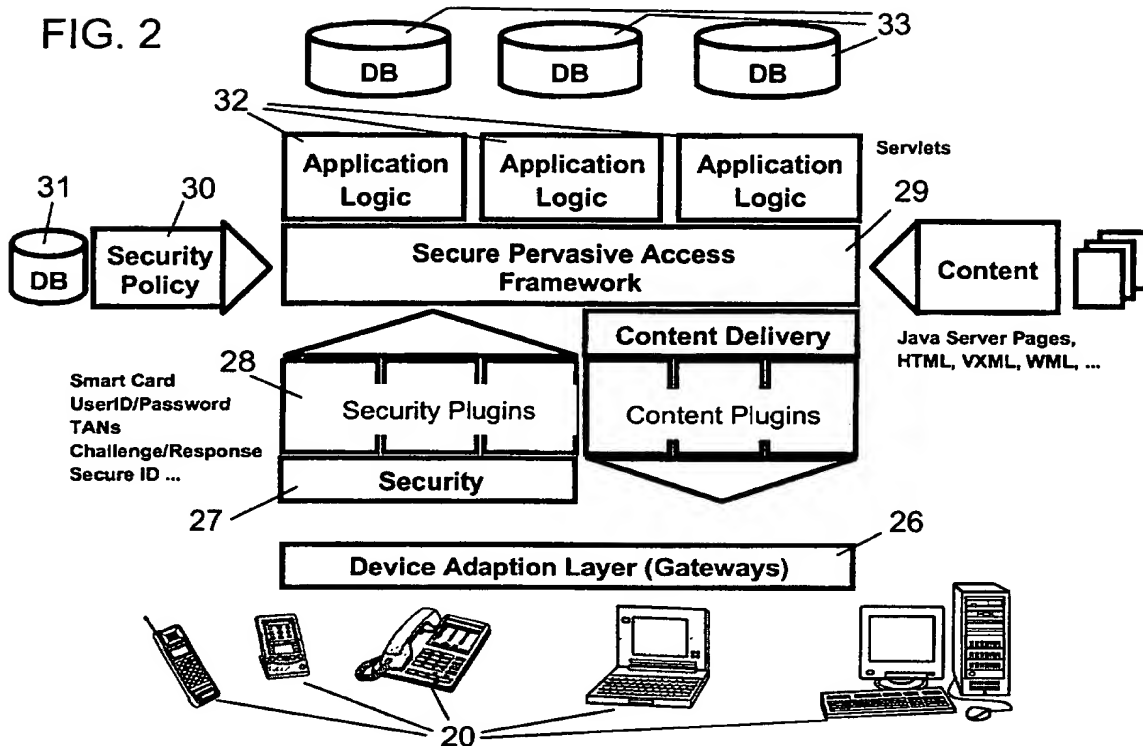 FIG. 2
33
DB
DB
DB
32
Application
Logic
Application
Logic
Application
Logic
Servlets
31
30
29
DB
Security
Policy
Secure Pervasive Access
Framework
Content
Java Server Pages,
HTML, VXML, WML, ...
Content Delivery
28
Smart Card
UserID/Password
TANs
Challenge/Response
Secure ID ...
Security Plugins
Content Plugins
Security
27
26
Device Adaption Layer (Gateways)
20